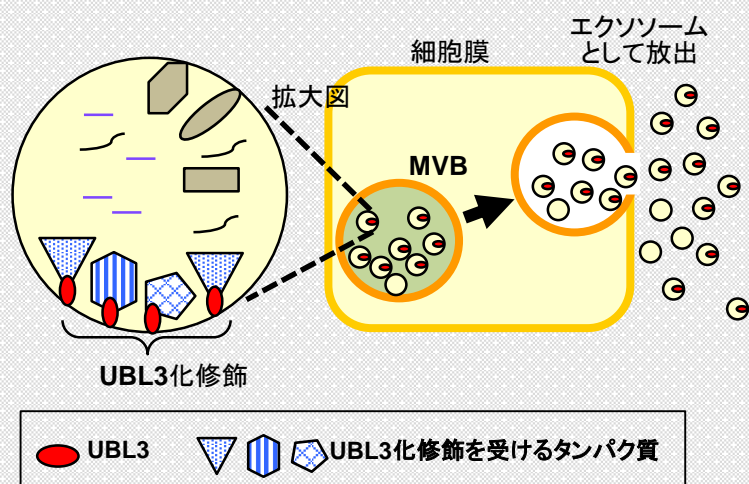 エクソソーム
として放出
細胞膜
拡大図
MVB
UBL3化修飾
UBL3
UBL3化修飾を受けるタンパク質